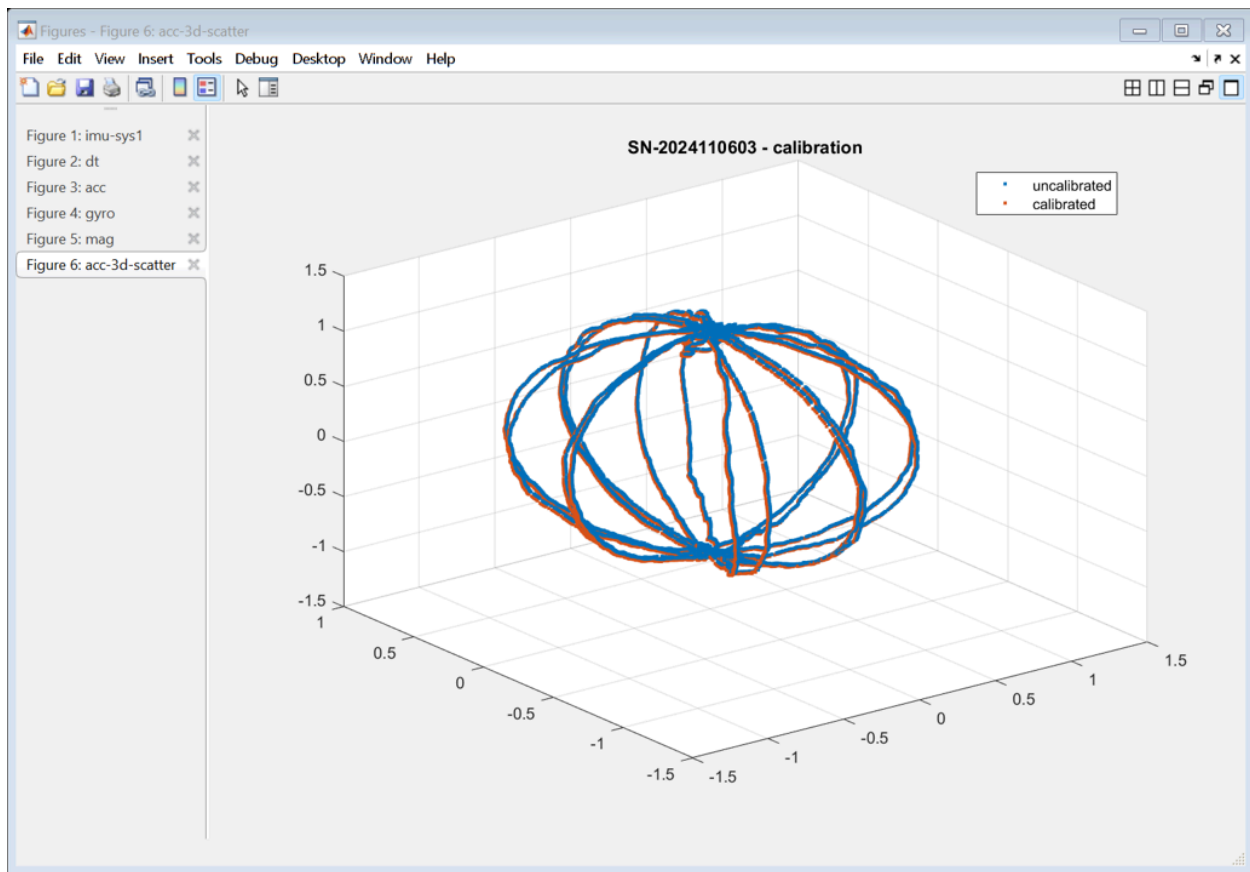 Figures - Figure 6: acc-3d-scatter
File Edit View Insert Tools Debug Desktop Window Help
Figure 1: imu-sys1
Figure 2: dt
Figure 3: acc
Figure 4: gyro
Figure 5: mag
Figure 6: acc-3d-scatter
SN-2024110603 - calibration
uncalibrated
calibrated
1.5
1
0.5
0
-0.5
-1
-1.5
1
0.5
0
-0.5
-1
-1.5
-1.5
-1
-0.5
0
0.5
1
1.5